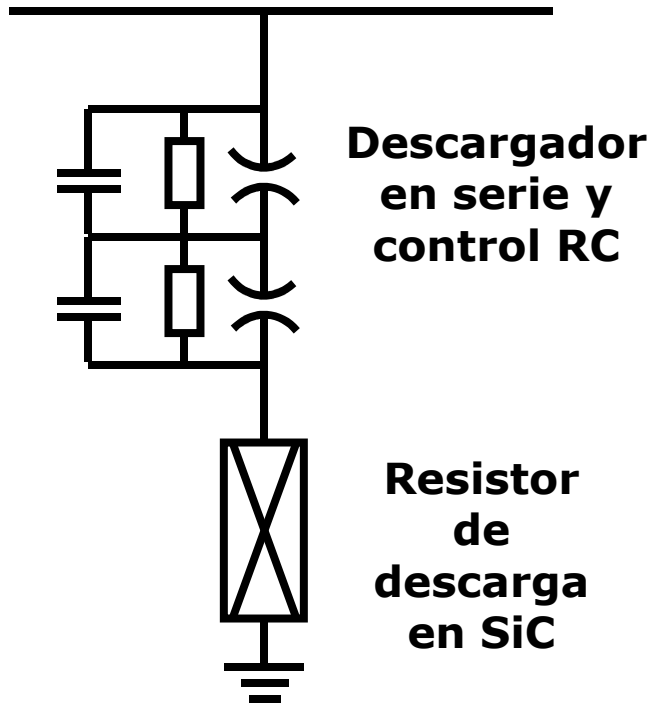 Descargador
en serie y
control RC
Resistor
de
descarga
en SiC